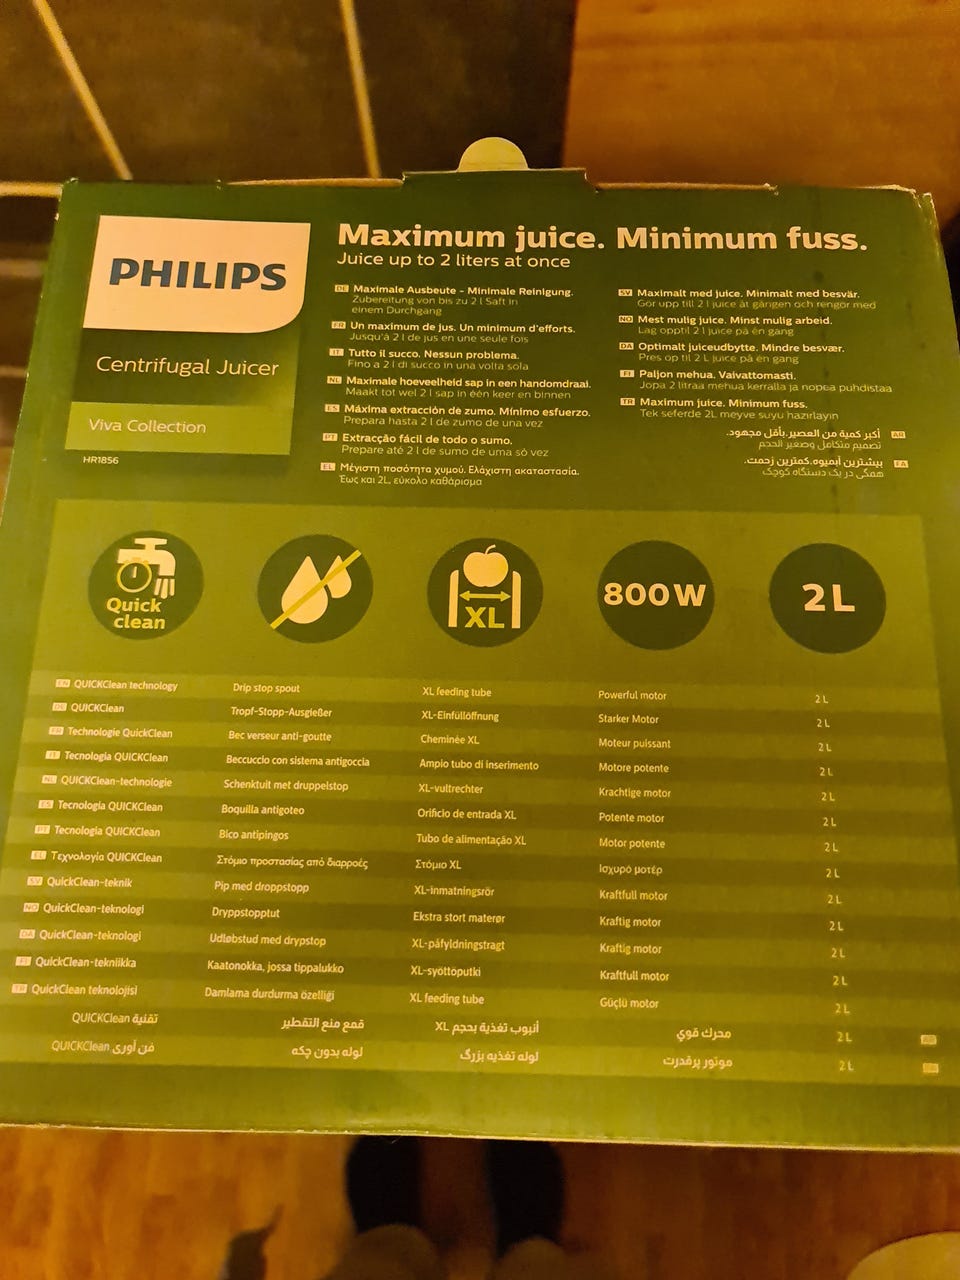 PHILIPS
Centrifugal Juicer
Viva Collection
HR1856
Maximum juice. Minimum fuss.
Juice up to 2 liters at once
DE Maximale Ausbeute - Minimale Reinigung.
Zubereitung von bis zu 2 l Saft in
einem Durchgang
FR Un maximum de jus. Un minimum d'efforts.
Jusqu'à 2 l de jus en une seule fois
IT Tutto il succo. Nessun problema.
Fino a 2 l di succo in una volta sola
NL Maximale hoeveelheid sap in een handomdraai.
Maakt tot wel 2 l sap in één keer en binnen
ES Máxima extracción de zumo. Mínimo esfuerzo.
Prepara hasta 2 l de zumo de una vez
PT Extracção fácil de todo o sumo.
Prepare até 2 l de sumo de uma só vez
EL Μέγιστη ποσότητα χυμού. Ελάχιστη ακαταστασία.
Έως και 2L, εύκολο καθάρισμα
SV Maximalt med juice. Minimalt med besvär.
Gör upp till 2 l juice åt gången och rengör med
NO Mest mulig juice. Minst mulig arbeid.
Lag opptil 2 l juice på én gang
DA Optimalt juiceudbytte. Mindre besvær.
Pres op til 2 L juice på én gang
FI Paljon mehua. Vaivattomasti.
Jopa 2 litraa mehua kerralla ja nopea puhdistaa
TR Maximum juice. Minimum fuss.
Tek seferde 2L meyve suyu hazırlayın
AR أكبر كمية من العصير.بأقل مجهود.
تصميم متكامل وصغير الحجم
FA بیشترین آبمیوه.کمترین زحمت.
همگی در یک دستگاه کوچک
Quick
clean
XL
800W
2L
EN QUICKClean technology Drip stop spout XL feeding tube Powerful motor 2 L
DE QUICKClean Tropf-Stopp-Ausgießer XL-Einfüllöffnung Starker Motor 2 L
FR Technologie QuickClean Bec verseur anti-goutte Cheminée XL Moteur puissant 2 L
IT Tecnologia QUICKClean Beccuccio con sistema antigoccia Ampio tubo di inserimento Motore potente 2 L
NL QUICKClean-technologie Schenktuit met druppelstop XL-vultrechter Krachtige motor 2 L
ES Tecnología QUICKClean Boquilla antigoteo Orificio de entrada XL Potente motor 2 L
PT Tecnologia QUICKClean Bico antipingos Tubo de alimentação XL Motor potente 2 L
EL Τεχνολογία QUICKClean Στόμιο προστασίας από διαρροές Στόμιο XL Ισχυρό μοτέρ 2 L
SV QuickClean-teknik Pip med droppstopp XL-inmatningsrör Kraftfull motor 2 L
NO QuickClean-teknologi Dryppstopptut Ekstra stort materør Kraftig motor 2 L
DA QuickClean-teknologi Udløbstud med drypstop XL-påfyldningstragt Kraftig motor 2 L
FI QuickClean-tekniikka Kaatonokka, jossa tippalukko XL-syöttöputki Kraftfull motor 2 L
TR QuickClean teknolojisi Damlama durdurma özelliği XL feeding tube Güçlü motor 2 L
تقنية QUICKClean قمع منع التقطير أنبوب تغذية بحجم XL محرك قوي 2 L AR
فن آوری QUICKClean لوله بدون چکه لوله تغذیه بزرگ موتور پرقدرت 2 L FA